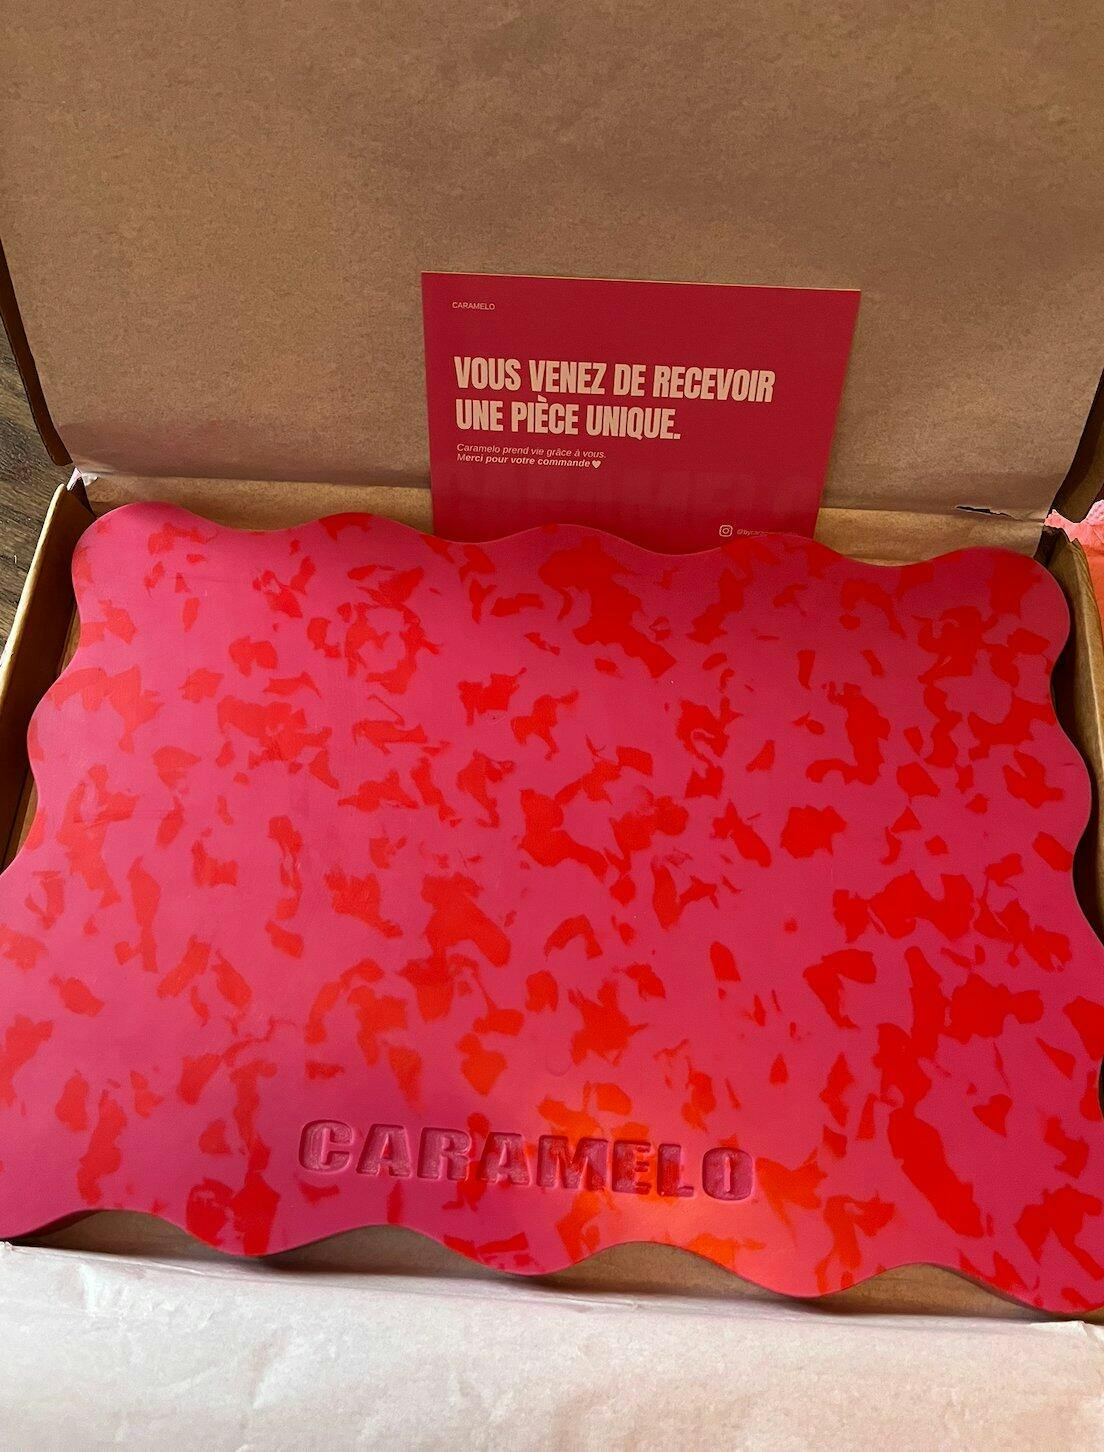 CARAMELO
VOUS VENEZ DE RECEVOIR
UNE PIÈCE UNIQUE.
Caramelo prend vie grâce à vous.
Merci pour votre commande
CARAMELO